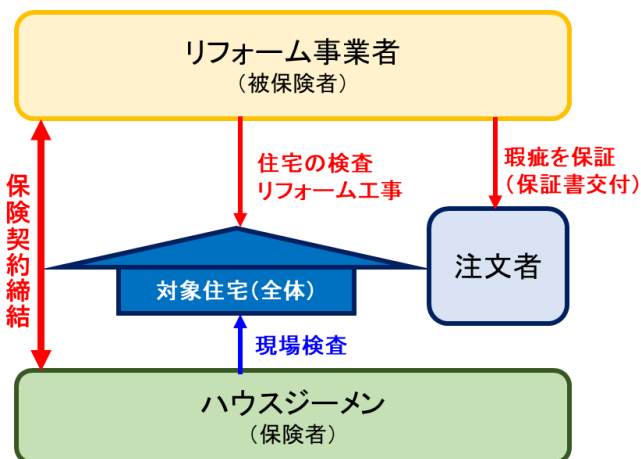 リフォーム事業者
（被保険者）
住宅の検査
リフォーム工事
瑕疵を保証
（保証書交付）
保険契約締結
注文者
対象住宅（全体）
現場検査
ハウスジーメン
（保険者）